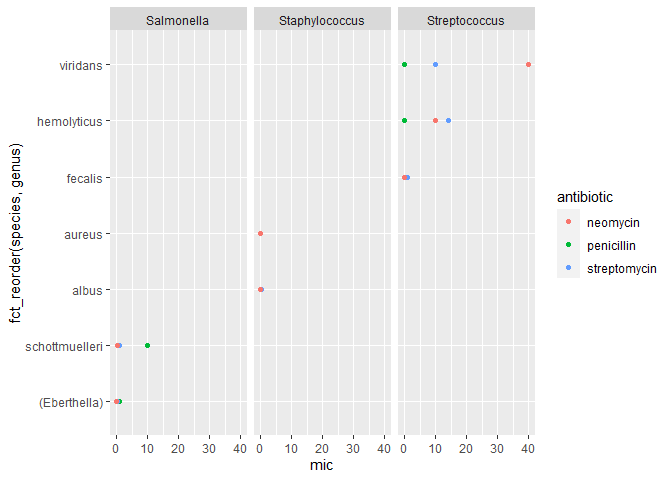 Salmonella Staphylococcus Streptococcus
viridans
hemolyticus
fecalis
aureus
albus
schottmuelleri
(Eberthella)
fct_reorder(species, genus)
0 10 20 30 40 0 10 20 30 40 0 10 20 30 40
mic
antibiotic
neomycin
penicillin
streptomycin